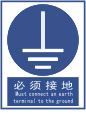 必须接地
Must connect an earth
terminal to the ground